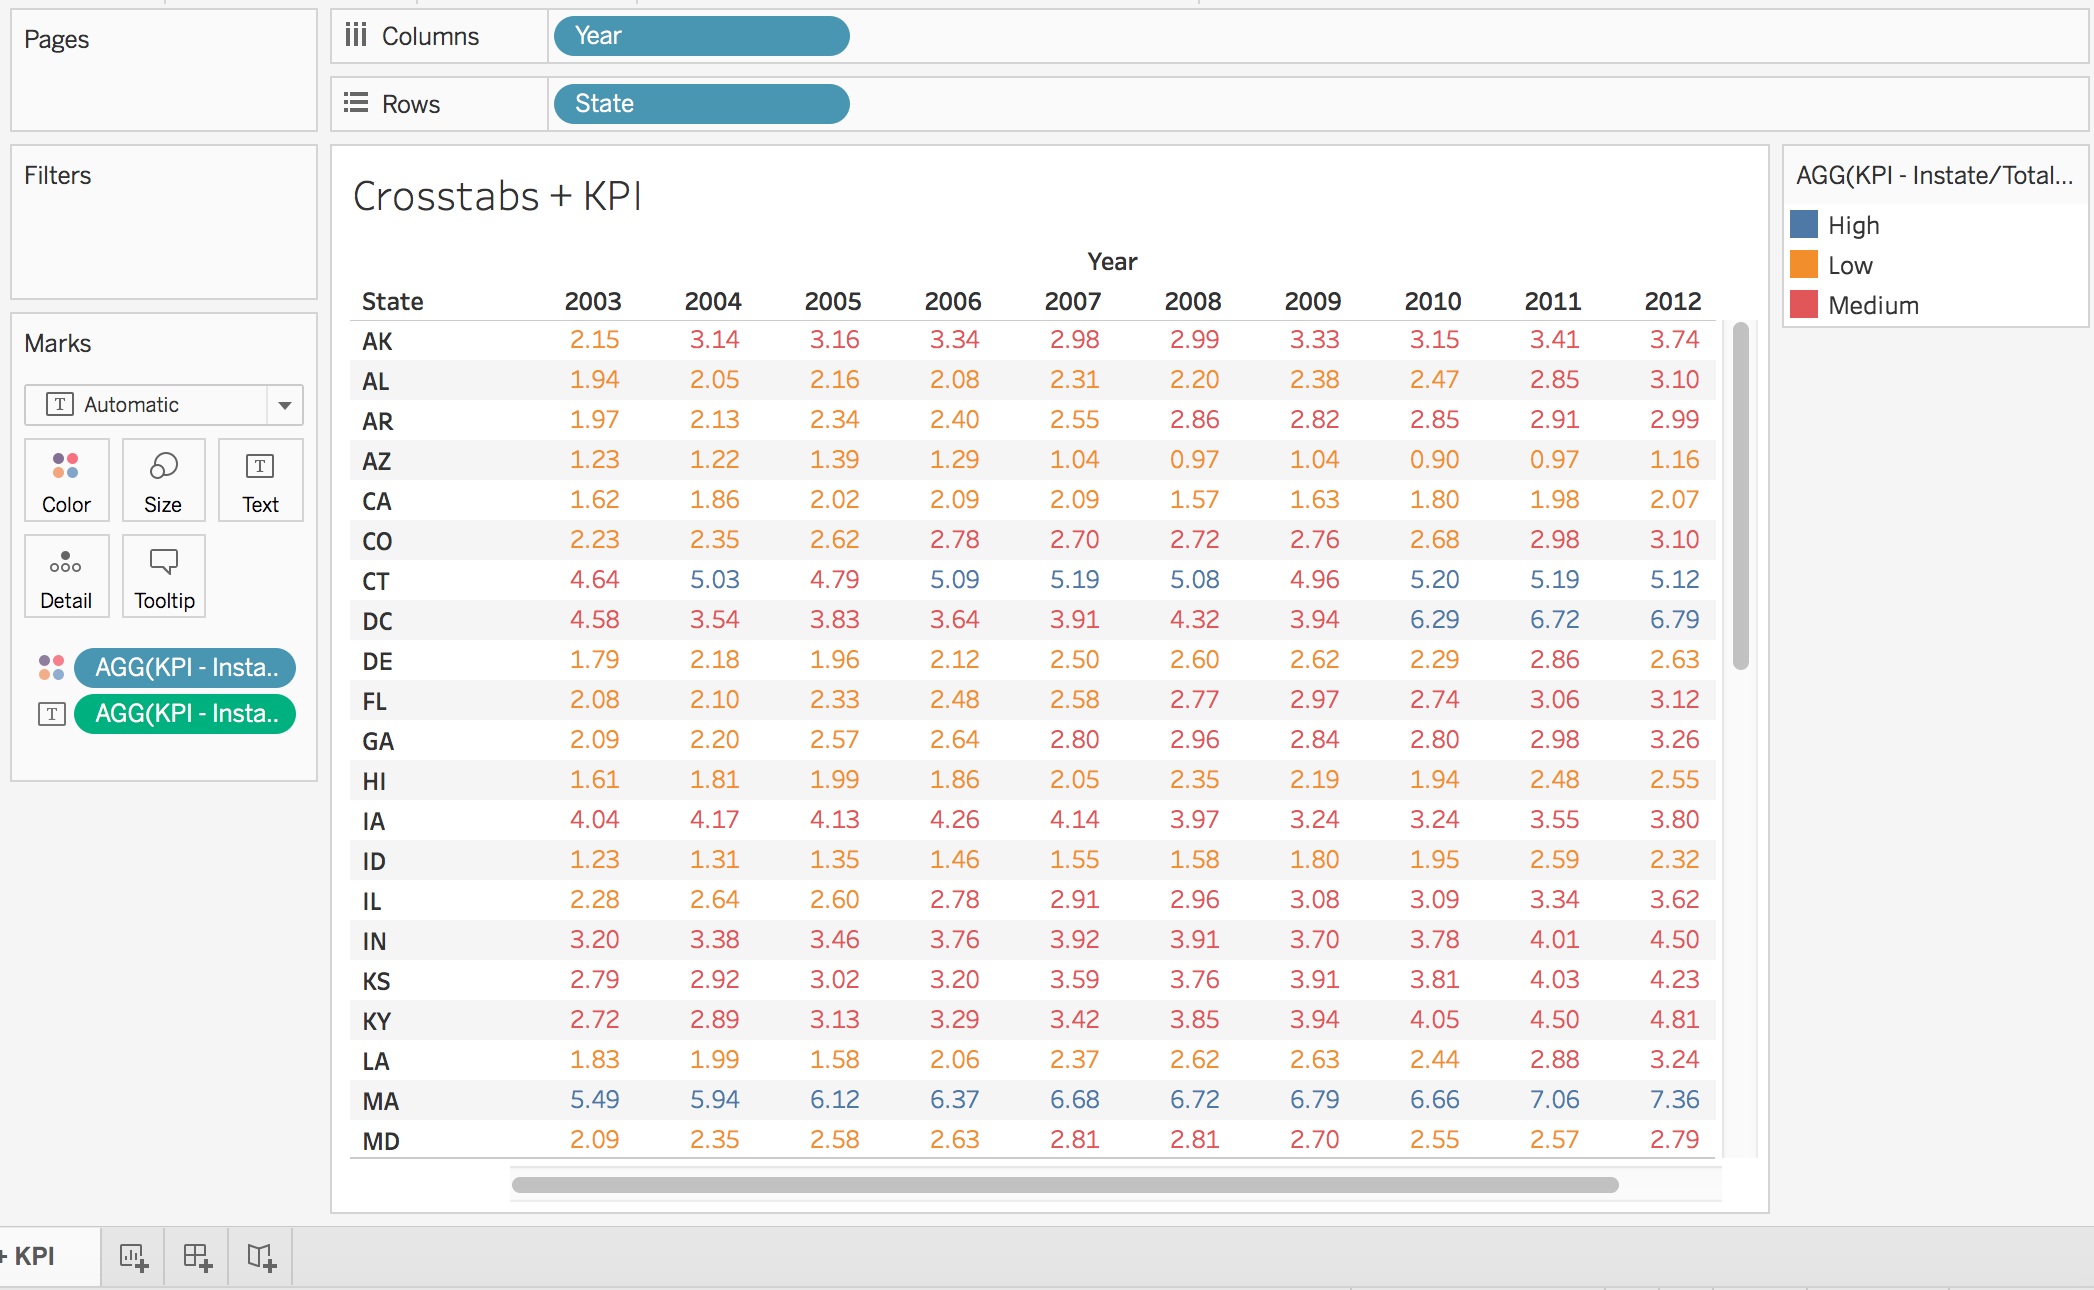 Pages
Columns Year
Rows State
Filters
Marks
T Automatic
Color Size T Text
Detail Tooltip
AGG(KPI - Insta..
T AGG(KPI - Insta..
Crosstabs + KPI
Year
State 2003 2004 2005 2006 2007 2008 2009 2010 2011 2012
AK 2.15 3.14 3.16 3.34 2.98 2.99 3.33 3.15 3.41 3.74
AL 1.94 2.05 2.16 2.08 2.31 2.20 2.38 2.47 2.85 3.10
AR 1.97 2.13 2.34 2.40 2.55 2.86 2.82 2.85 2.91 2.99
AZ 1.23 1.22 1.39 1.29 1.04 0.97 1.04 0.90 0.97 1.16
CA 1.62 1.86 2.02 2.09 2.09 1.57 1.63 1.80 1.98 2.07
CO 2.23 2.35 2.62 2.78 2.70 2.72 2.76 2.68 2.98 3.10
CT 4.64 5.03 4.79 5.09 5.19 5.08 4.96 5.20 5.19 5.12
DC 4.58 3.54 3.83 3.64 3.91 4.32 3.94 6.29 6.72 6.79
DE 1.79 2.18 1.96 2.12 2.50 2.60 2.62 2.29 2.86 2.63
FL 2.08 2.10 2.33 2.48 2.58 2.77 2.97 2.74 3.06 3.12
GA 2.09 2.20 2.57 2.64 2.80 2.96 2.84 2.80 2.98 3.26
HI 1.61 1.81 1.99 1.86 2.05 2.35 2.19 1.94 2.48 2.55
IA 4.04 4.17 4.13 4.26 4.14 3.97 3.24 3.24 3.55 3.80
ID 1.23 1.31 1.35 1.46 1.55 1.58 1.80 1.95 2.59 2.32
IL 2.28 2.64 2.60 2.78 2.91 2.96 3.08 3.09 3.34 3.62
IN 3.20 3.38 3.46 3.76 3.92 3.91 3.70 3.78 4.01 4.50
KS 2.79 2.92 3.02 3.20 3.59 3.76 3.91 3.81 4.03 4.23
KY 2.72 2.89 3.13 3.29 3.42 3.85 3.94 4.05 4.50 4.81
LA 1.83 1.99 1.58 2.06 2.37 2.62 2.63 2.44 2.88 3.24
MA 5.49 5.94 6.12 6.37 6.68 6.72 6.79 6.66 7.06 7.36
MD 2.09 2.35 2.58 2.63 2.81 2.81 2.70 2.55 2.57 2.79
AGG(KPI - Instate/Total...
High
Low
Medium
+ KPI